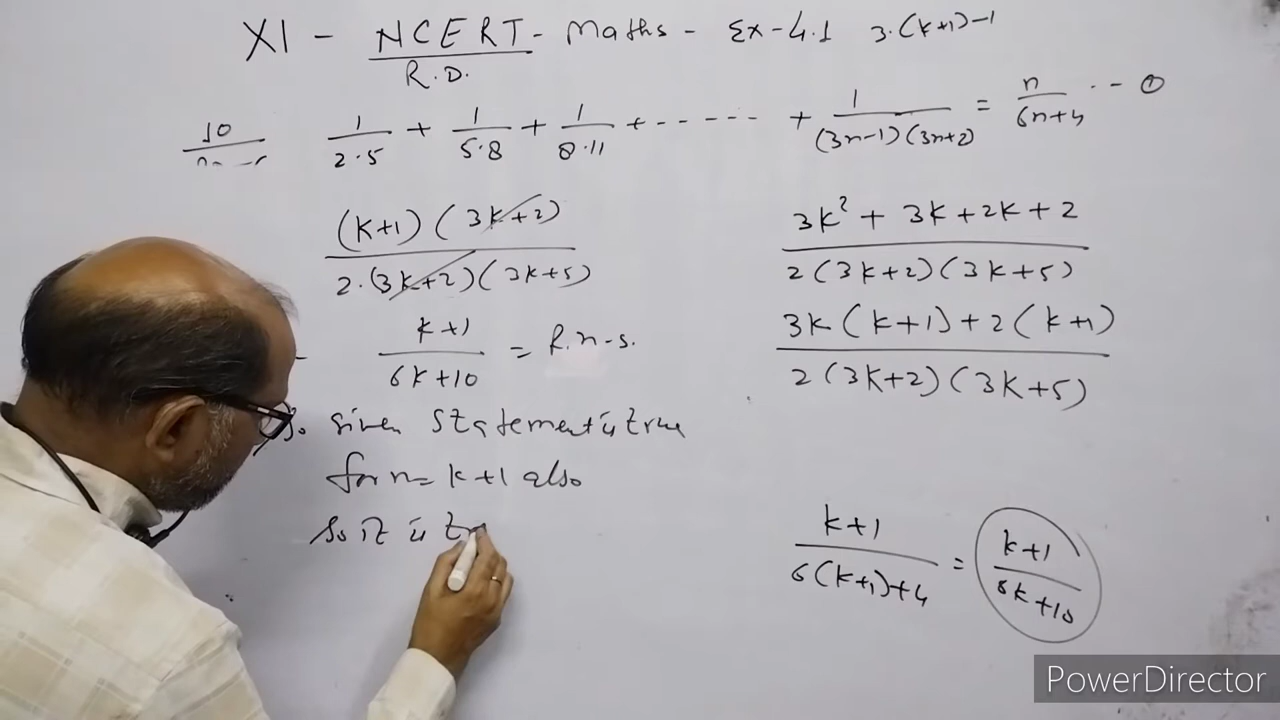 XI - NCERT - Maths - Ex-4.1 3.(k+1)-1
R.D.
10 1/2.5 + 1/5.8 + 1/8.11 + ------ + 1/(3n-1)(3n+2) = n/6n+4 --- ①
(k+1)(3k+2)/2.(3k+2)(3k+5)
k+1/6k+10 = R.H.S.
So given Statement is true
for n= k+1 also
So it is
3k²+3k+2k+2/2(3k+2)(3k+5)
3k(k+1)+2(k+1)/2(3k+2)(3k+5)
k+1/6(k+1)+4 = k+1/6k+10
PowerDirector